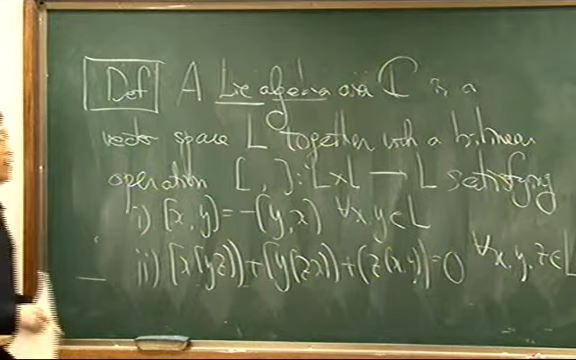 Def A Lie algebra over ℂ is a
vector space L together with a bilinear
operation [ , ] : L×L → L satisfying
i) [x,y] = -[y,x] ∀x,y∈L
ii) [x[yz]]+[y[zx]]+[z[x,y]]=0 ∀x,y,z∈L